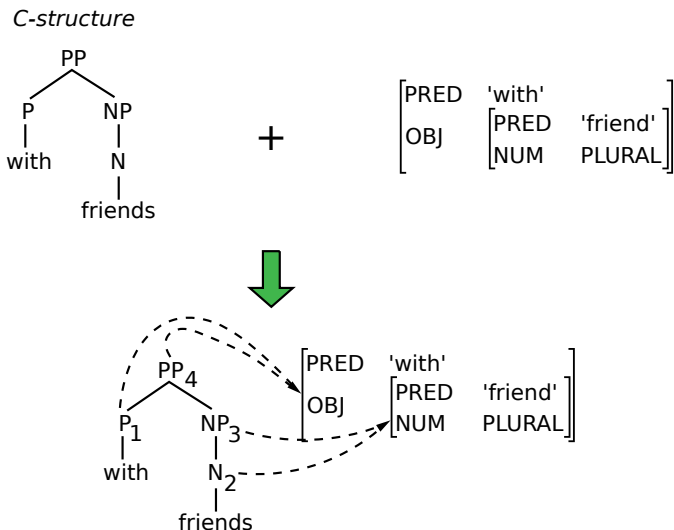 C-structure
PP
P NP
with N
friends
+
PRED 'with'
OBJ PRED 'friend'
NUM PLURAL
PP4
P1 NP3
with N2
friends
PRED 'with'
OBJ PRED 'friend'
NUM PLURAL